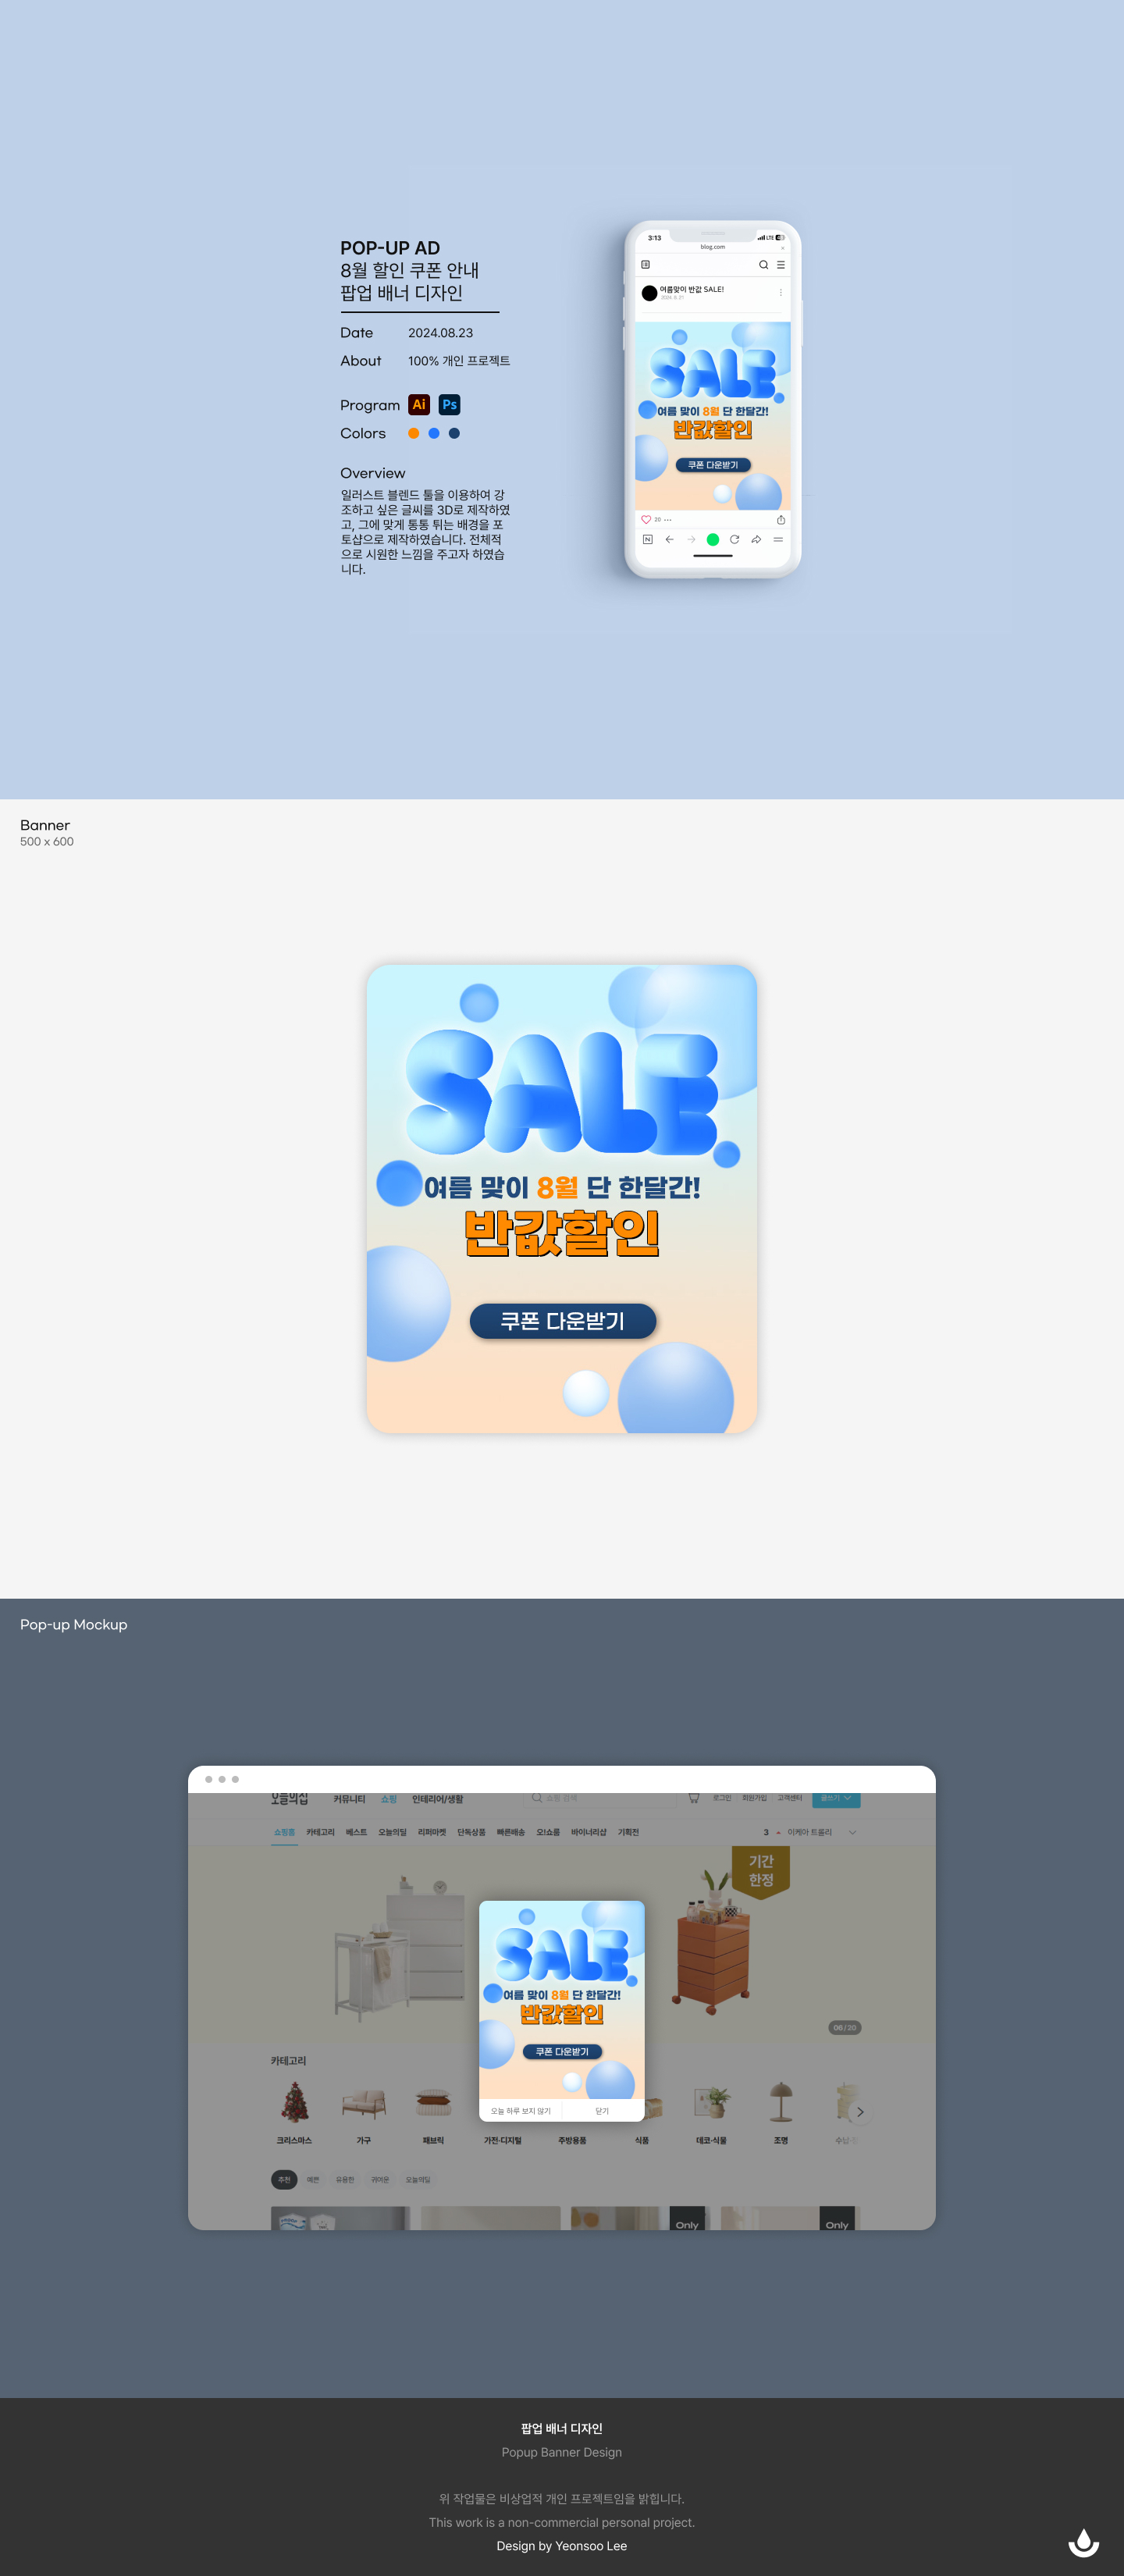 POP-UP AD
8월 할인 쿠폰 안내
팝업 배너 디자인
Date 2024.08.23
About 100% 개인 프로젝트
Program Ai Ps
Colors
Overview
일러스트 블렌드 툴을 이용하여 강
조하고 싶은 글씨를 3D로 제작하였
고, 그에 맞게 통통 튀는 배경을 포
토샵으로 제작하였습니다. 전체적
으로 시원한 느낌을 주고자 하였습
니다.
3:13 LTE
blog.com
여름맞이 반값 SALE!
2024. 8. 21
SALE
여름 맞이 8월 단 한달간!
반값할인
쿠폰 다운받기
20
N
Banner
500 x 600
SALE
여름 맞이 8월 단 한달간!
반값할인
쿠폰 다운받기
Pop-up Mockup
오늘의집 커뮤니티 쇼핑 인테리어/생활 쇼핑 검색 로그인 회원가입 고객센터 글쓰기
쇼핑홈 카테고리 베스트 오늘의딜 리퍼마켓 단독상품 빠른배송 오!쇼룸 바이너리샵 기획전 3 이케아 트롤리
기간
한정
SALE
여름 맞이 8월 단 한달간!
반값할인
쿠폰 다운받기
오늘 하루 보지 않기 닫기
06/20
카테고리
크리스마스 가구 패브릭 가전·디지털 주방용품 식품 데코·식물 조명
추천 예쁜 유용한 귀여운 오늘의딜
Only Only
팝업 배너 디자인
Popup Banner Design
위 작업물은 비상업적 개인 프로젝트임을 밝힙니다.
This work is a non-commercial personal project.
Design by Yeonsoo Lee